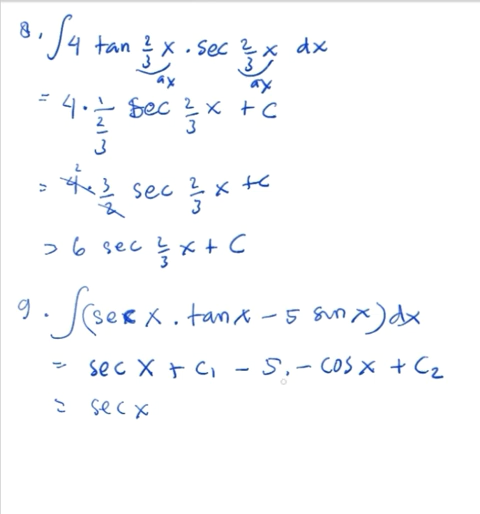 8. ∫4 tan 2/3 x . sec 2/3 x dx
ax ax
= 4 . 1/(2/3) sec 2/3 x + C
= 4 . 3/2 sec 2/3 x + C
2
= 6 sec 2/3 x + C
9. ∫(sec x . tan x - 5 sin x) dx
= sec x + C1 - 5. - cos x + C2
= sec x